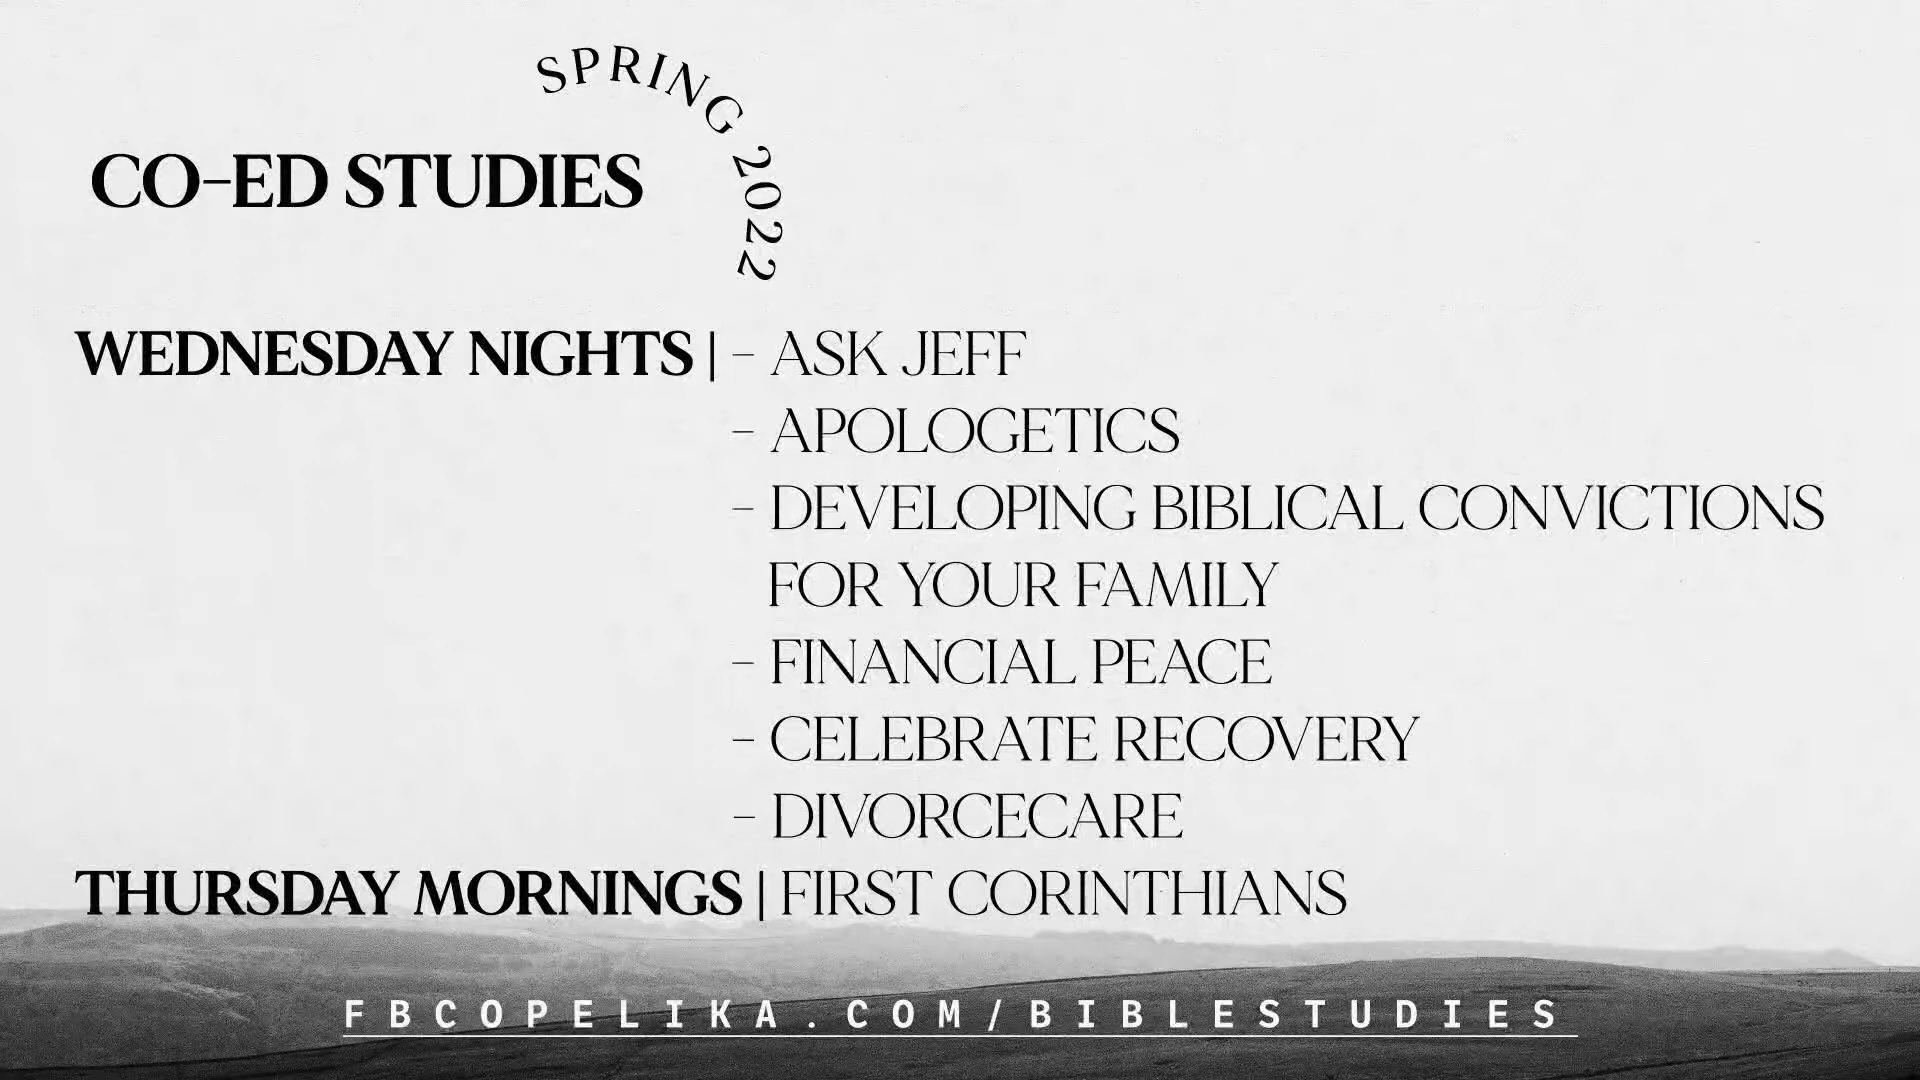 SPRING 2022
CO-ED STUDIES
WEDNESDAY NIGHTS | - ASK JEFF
- APOLOGETICS
- DEVELOPING BIBLICAL CONVICTIONS
FOR YOUR FAMILY
- FINANCIAL PEACE
- CELEBRATE RECOVERY
- DIVORCECARE
THURSDAY MORNINGS | FIRST CORINTHIANS
FBCOPELIKA.COM/BIBLESTUDIES